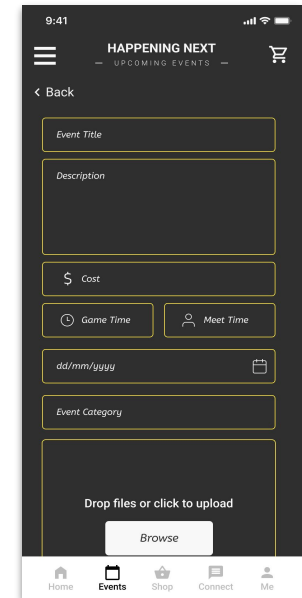 9:41
HAPPENING NEXT
— UPCOMING EVENTS —
< Back
Event Title
Description
$ Cost
Game Time
Meet Time
dd/mm/yyyy
Event Category
Drop files or click to upload
Browse
Home Events Shop Connect Me